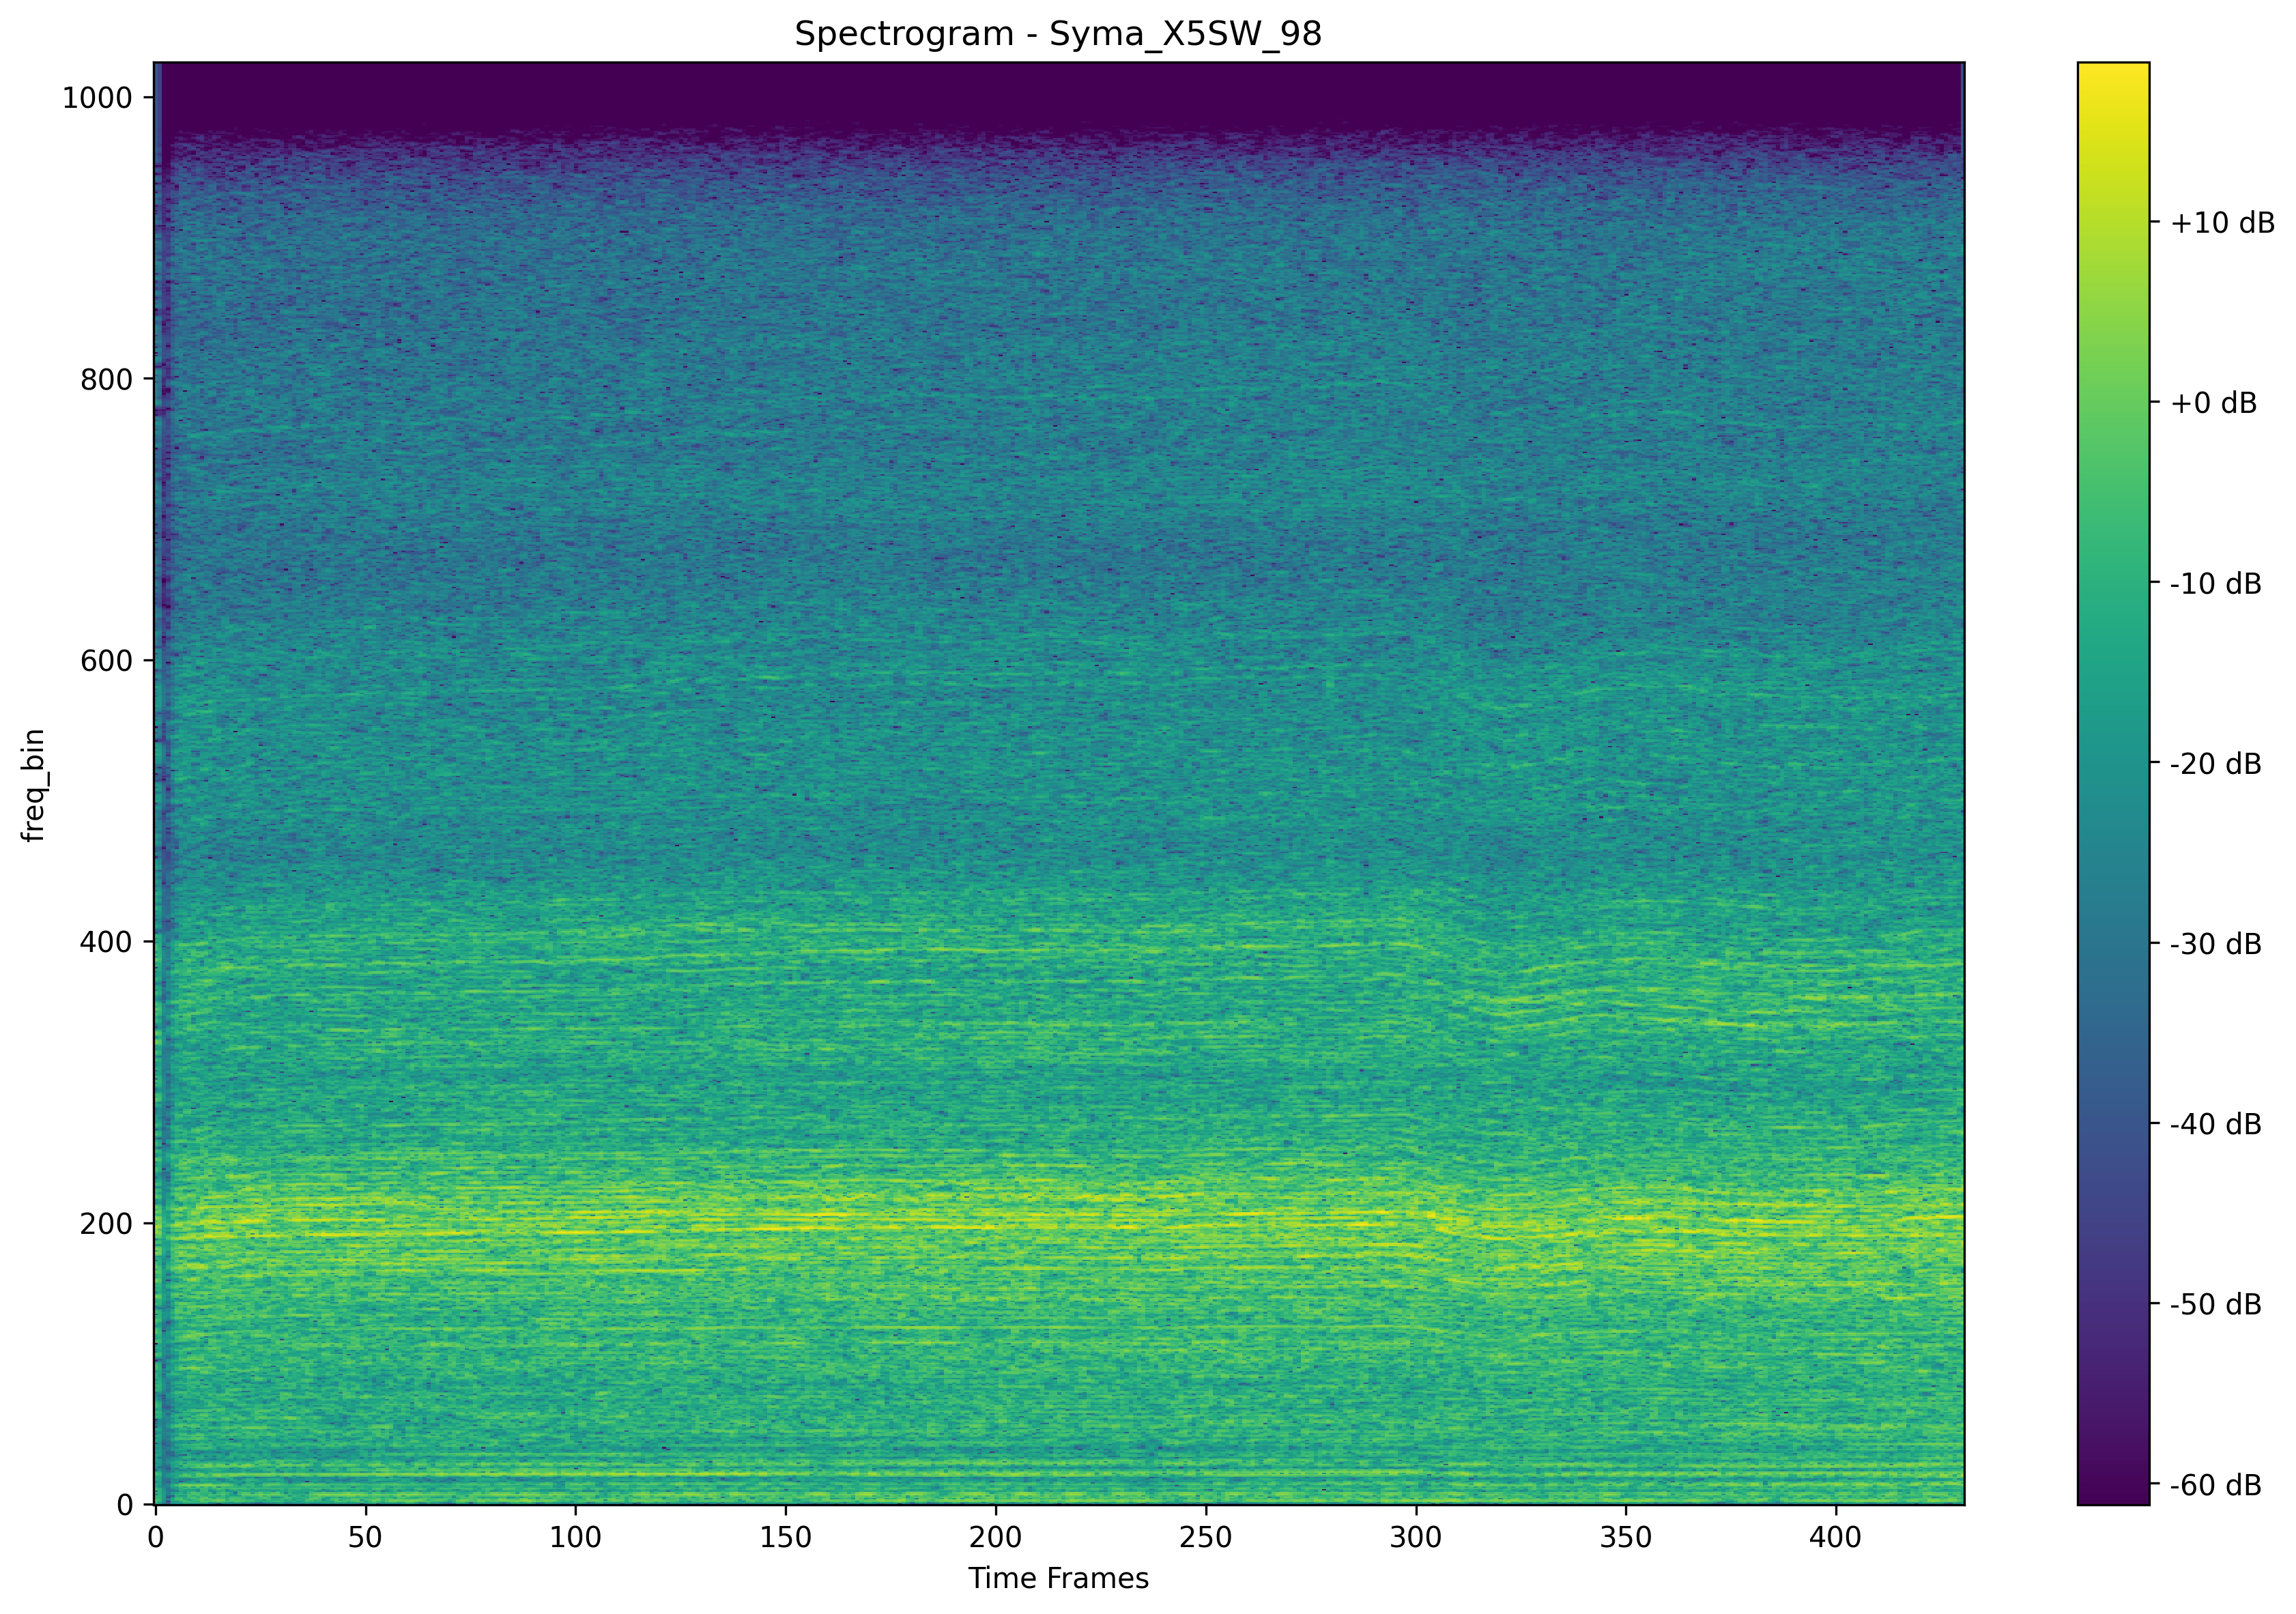 Spectrogram - Syma_X5SW_98
1000
800
600
400
200
0
freq_bin
0 50 100 150 200 250 300 350 400
Time Frames
+10 dB
+0 dB
-10 dB
-20 dB
-30 dB
-40 dB
-50 dB
-60 dB